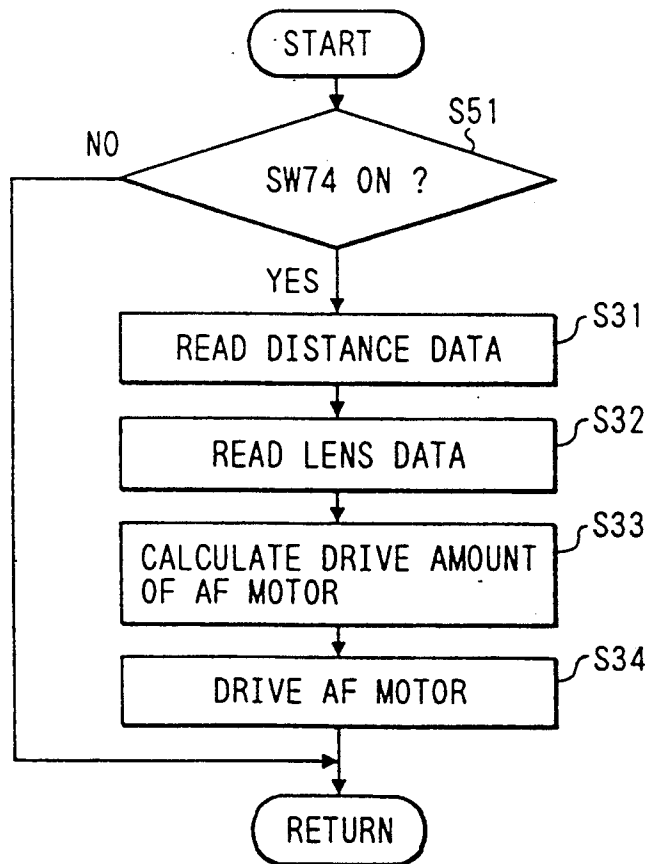 START
S51
NO
SW74 ON ?
YES
S31
READ DISTANCE DATA
S32
READ LENS DATA
S33
CALCULATE DRIVE AMOUNT
OF AF MOTOR
S34
DRIVE AF MOTOR
RETURN